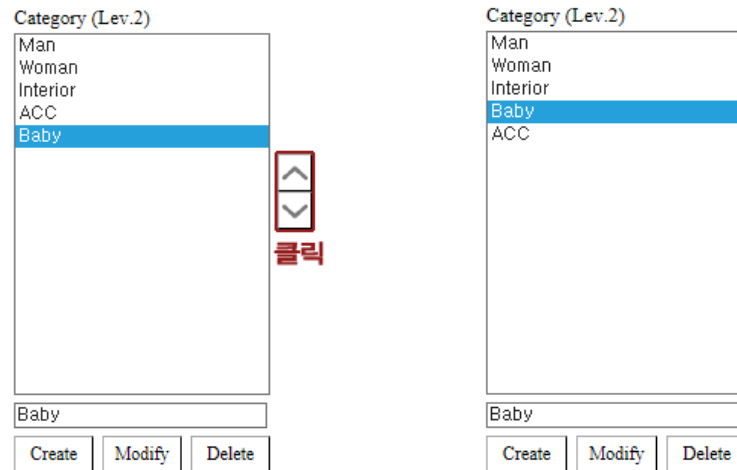 Category (Lev.2)
Man
Woman
Interior
ACC
Baby
클릭
Baby
Create Modify Delete
Category (Lev.2)
Man
Woman
Interior
Baby
ACC
Baby
Create Modify Delete